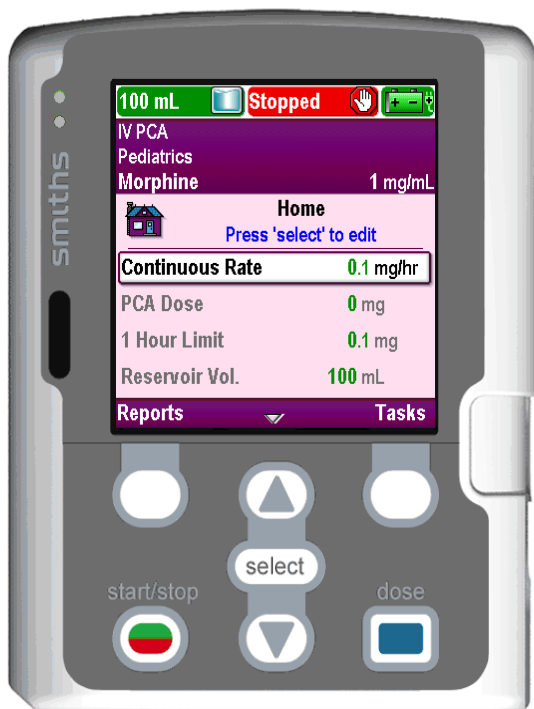 smiths
100 mL Stopped
IV PCA
Pediatrics
Morphine 1 mg/mL
Home
Press 'select' to edit
Continuous Rate 0.1 mg/hr
PCA Dose 0 mg
1 Hour Limit 0.1 mg
Reservoir Vol. 100 mL
Reports Tasks
select
start/stop dose